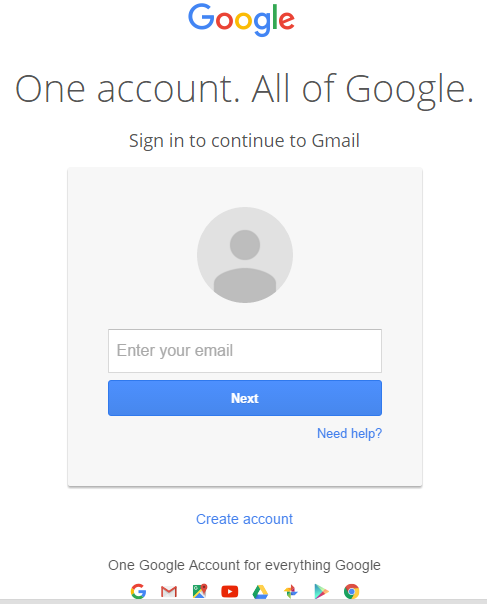 Google
One account. All of Google.
Sign in to continue to Gmail
Enter your email
Next
Need help?
Create account
One Google Account for everything Google